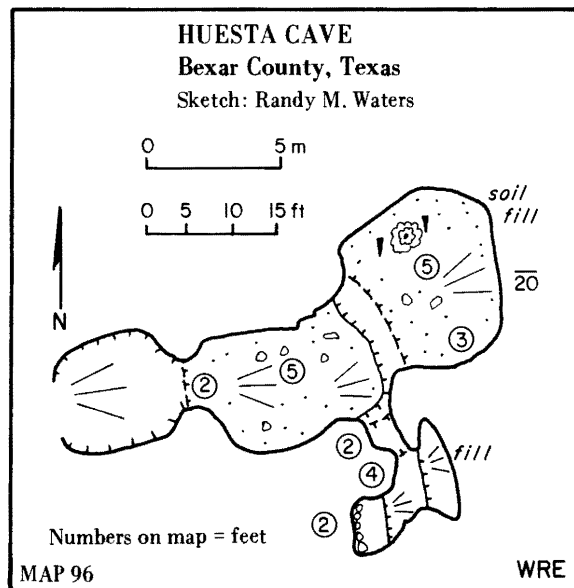 HUESTA CAVE
Bexar County, Texas
Sketch: Randy M. Waters
0 5 m
0 5 10 15 ft
N
soil
fill
5
20
3
2
5
2
4
fill
2
Numbers on map = feet
MAP 96
WRE